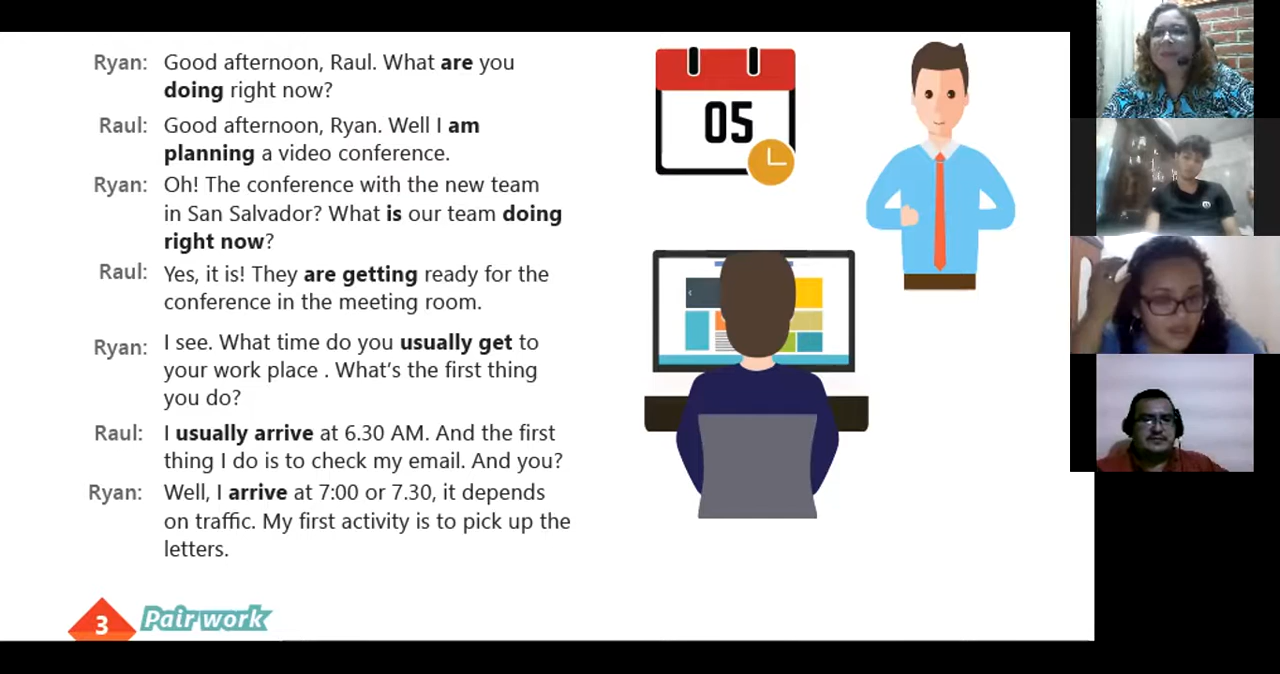 Ryan: Good afternoon, Raul. What are you
doing right now?
Raul: Good afternoon, Ryan. Well I am
planning a video conference.
Ryan: Oh! The conference with the new team
in San Salvador? What is our team doing
right now?
Raul: Yes, it is! They are getting ready for the
conference in the meeting room.
Ryan: I see. What time do you usually get to
your work place . What's the first thing
you do?
Raul: I usually arrive at 6.30 AM. And the first
thing I do is to check my email. And you?
Ryan: Well, I arrive at 7:00 or 7.30, it depends
on traffic. My first activity is to pick up the
letters.
05
3 Pair work